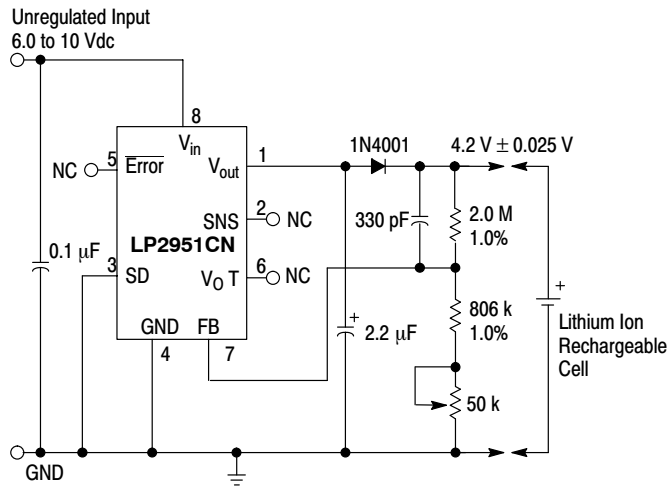 Unregulated Input
6.0 to 10 Vdc
8
Vin
1N4001
4.2 V ± 0.025 V
5
Error
NC
Vout
1
330 pF
2.0 M
1.0%
SNS
2
NC
LP2951CN
0.1 µF
3
SD
VO T
6
NC
806 k
1.0%
GND
FB
4
7
2.2 µF
+
+
Lithium Ion
Rechargeable
Cell
50 k
GND